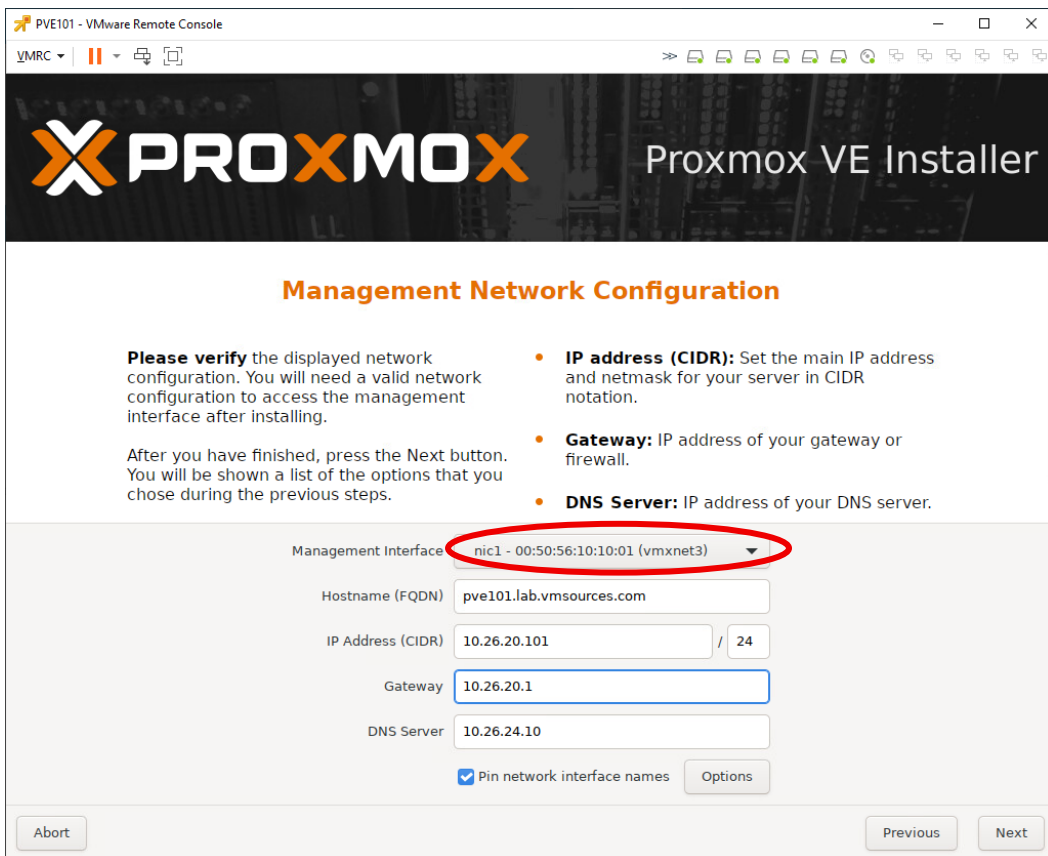 PVE101 - VMware Remote Console
VMRC
PROXMOX
Proxmox VE Installer
Management Network Configuration
Please verify the displayed network
configuration. You will need a valid network
configuration to access the management
interface after installing.
After you have finished, press the Next button.
You will be shown a list of the options that you
chose during the previous steps.
IP address (CIDR): Set the main IP address
and netmask for your server in CIDR
notation.
Gateway: IP address of your gateway or
firewall.
DNS Server: IP address of your DNS server.
Management Interface nic1 - 00:50:56:10:10:01 (vmxnet3)
Hostname (FQDN) pve101.lab.vmsources.com
IP Address (CIDR) 10.26.20.101 / 24
Gateway 10.26.20.1
DNS Server 10.26.24.10
Pin network interface names Options
Abort Previous Next